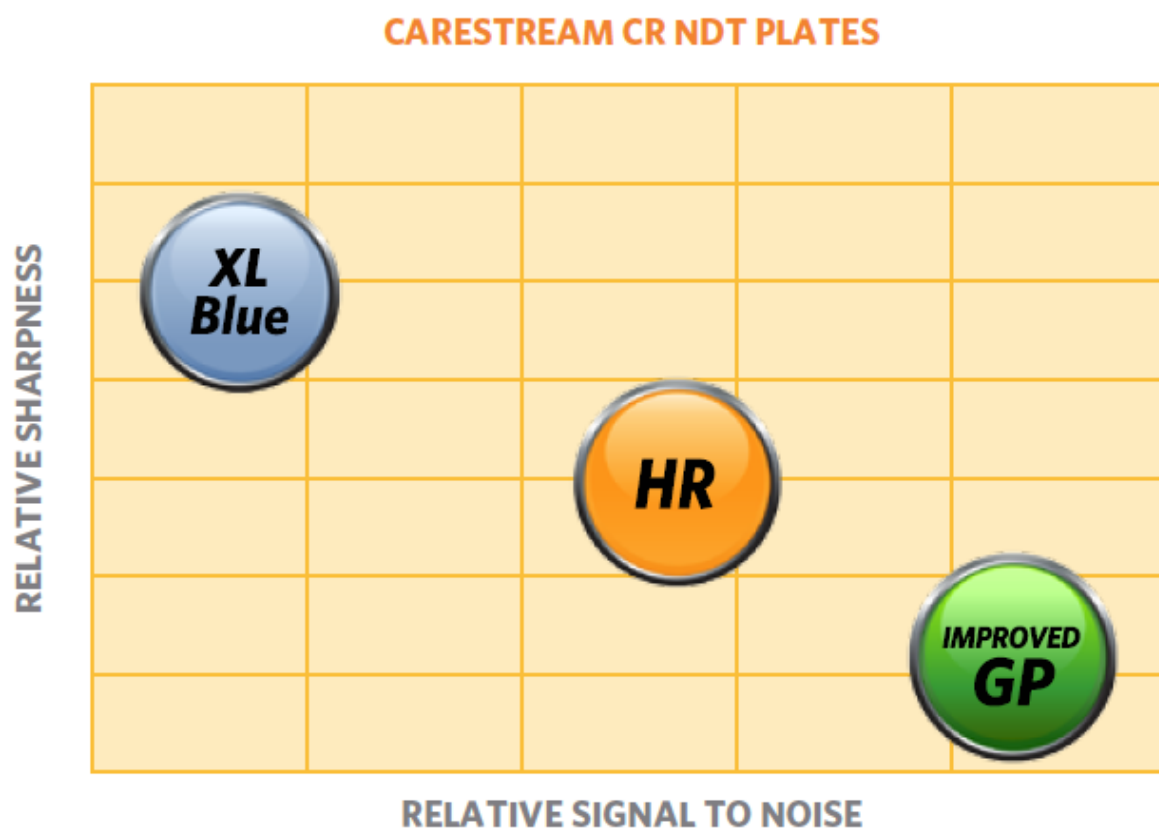 CARESTREAM CR NDT PLATES
RELATIVE SHARPNESS
XL
Blue
HR
IMPROVED
GP
RELATIVE SIGNAL TO NOISE